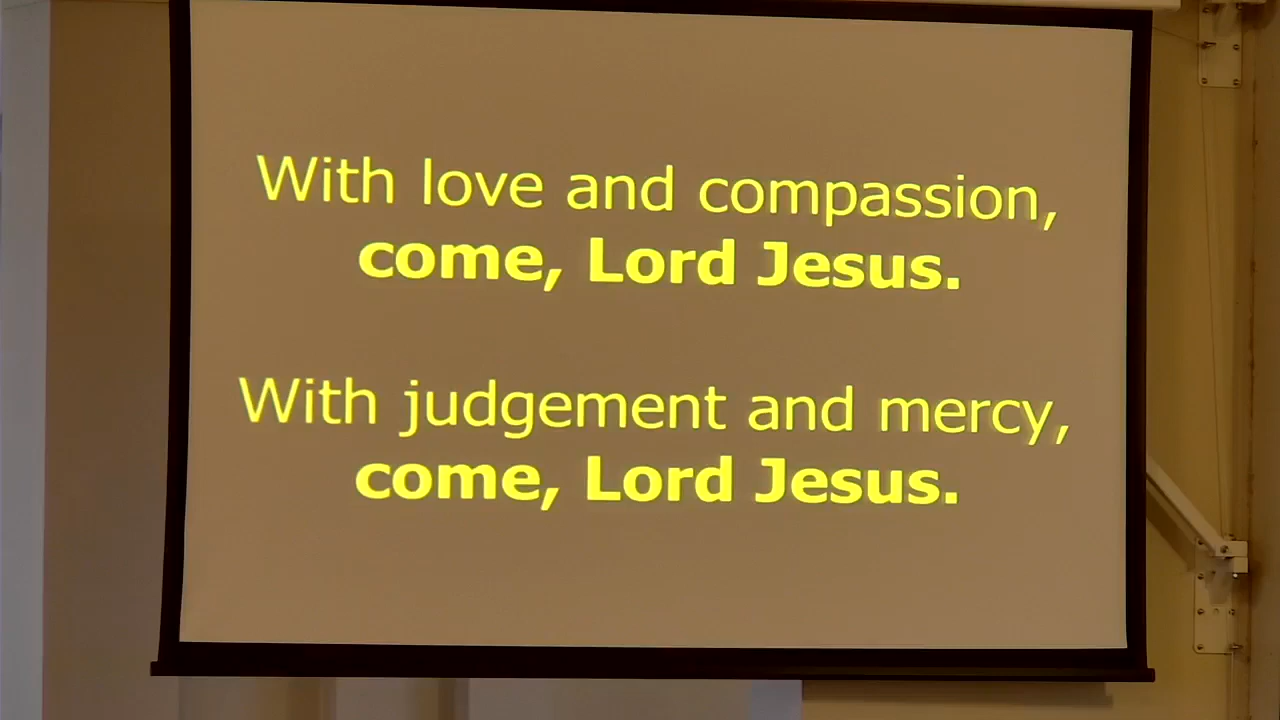 With love and compassion,
come, Lord Jesus.
With judgement and mercy,
come, Lord Jesus.